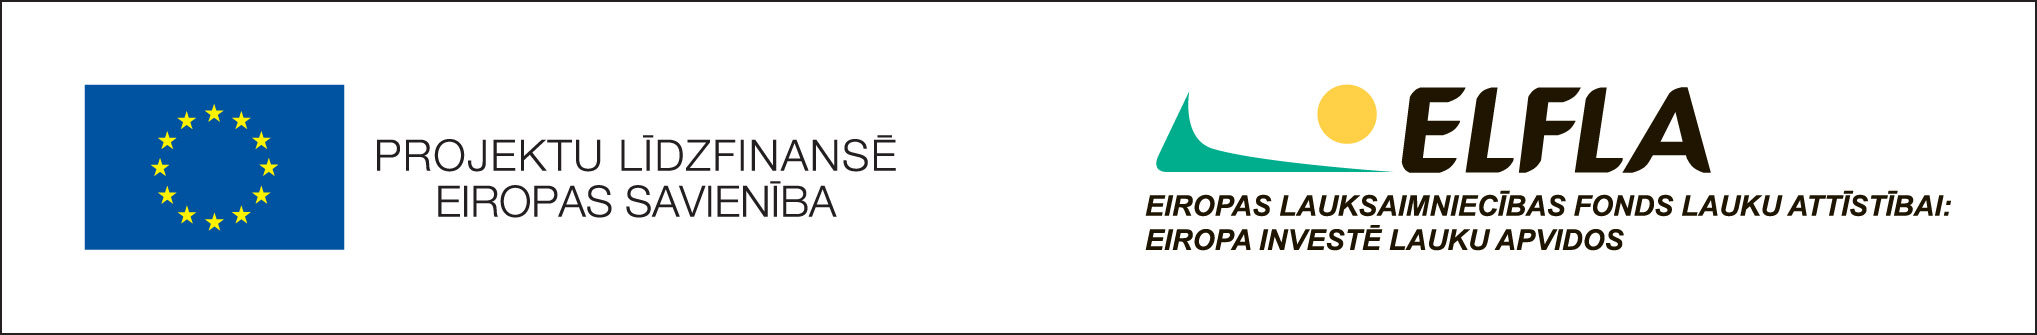 PROJEKTU LĪDZFINANSĒ
EIROPAS SAVIENĪBA
ELFLA
EIROPAS LAUKSAIMNIECĪBAS FONDS LAUKU ATTĪSTĪBAI:
EIROPA INVESTĒ LAUKU APVIDOS